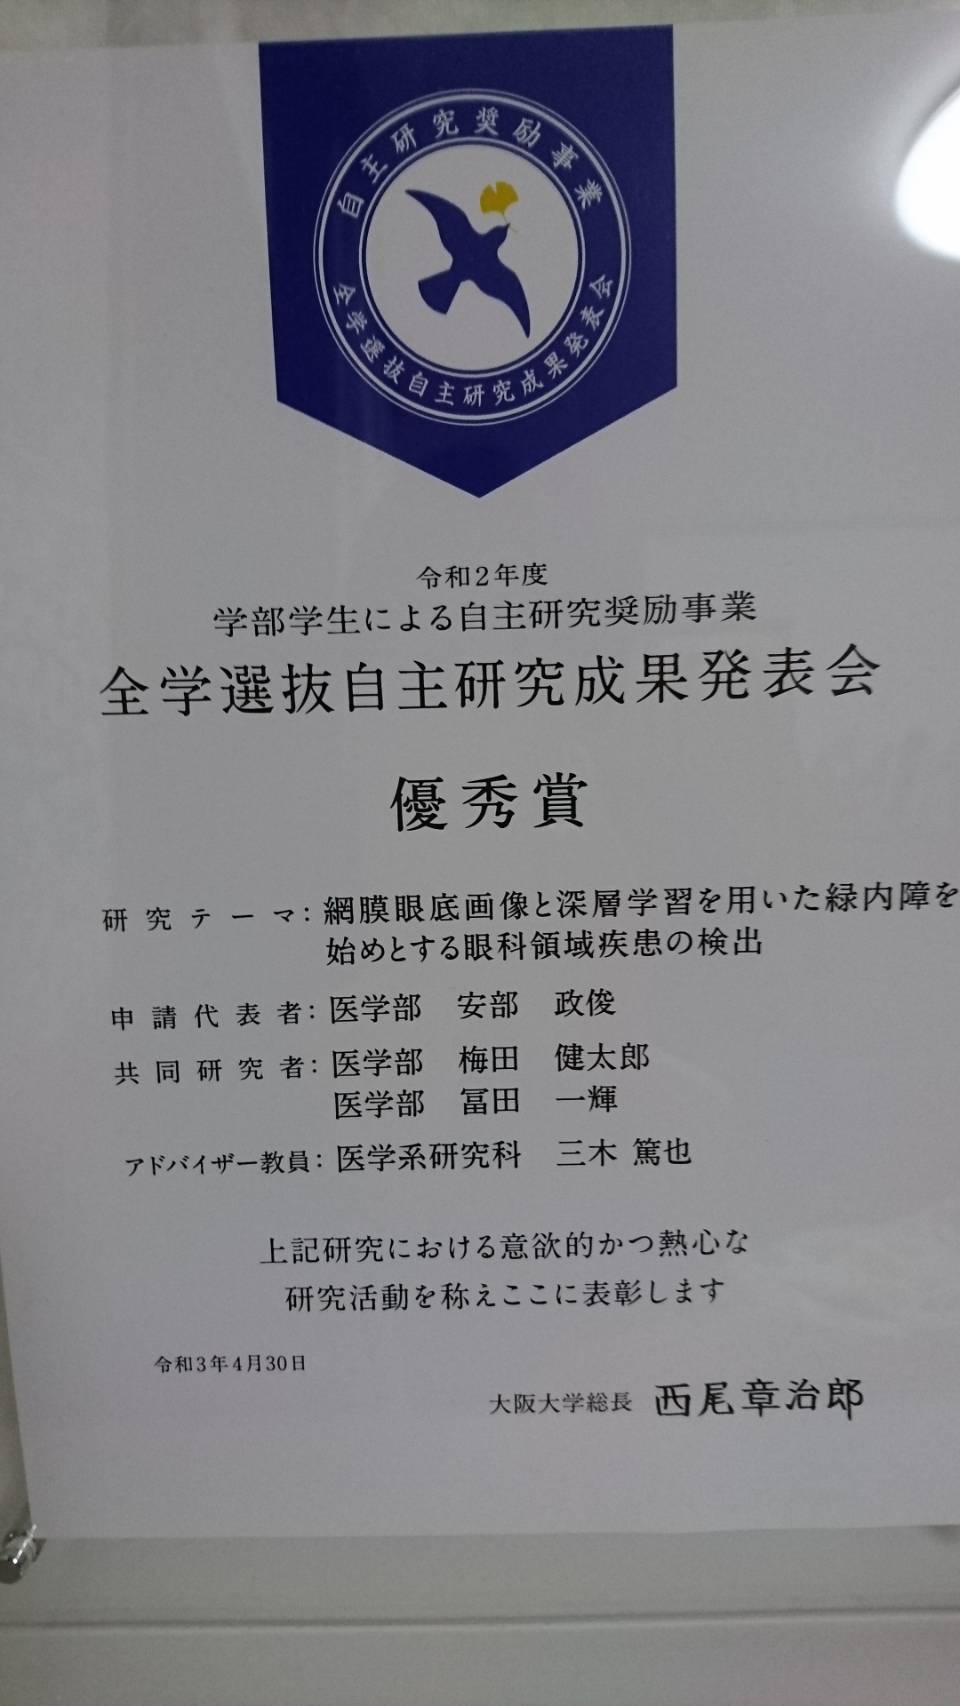 自主研究奨励事業
全学選抜自主研究成果発表会
令和2年度
学部学生による自主研究奨励事業
全学選抜自主研究成果発表会
優秀賞
研究テーマ：網膜眼底画像と深層学習を用いた緑内障を
始めとする眼科領域疾患の検出
申請代表者：医学部 安部 政俊
共同研究者：医学部 梅田 健太郎
医学部 冨田 一輝
アドバイザー教員：医学系研究科 三木 篤也
上記研究における意欲的かつ熱心な
研究活動を称えここに表彰します
令和3年4月30日
大阪大学総長 西尾章治郎